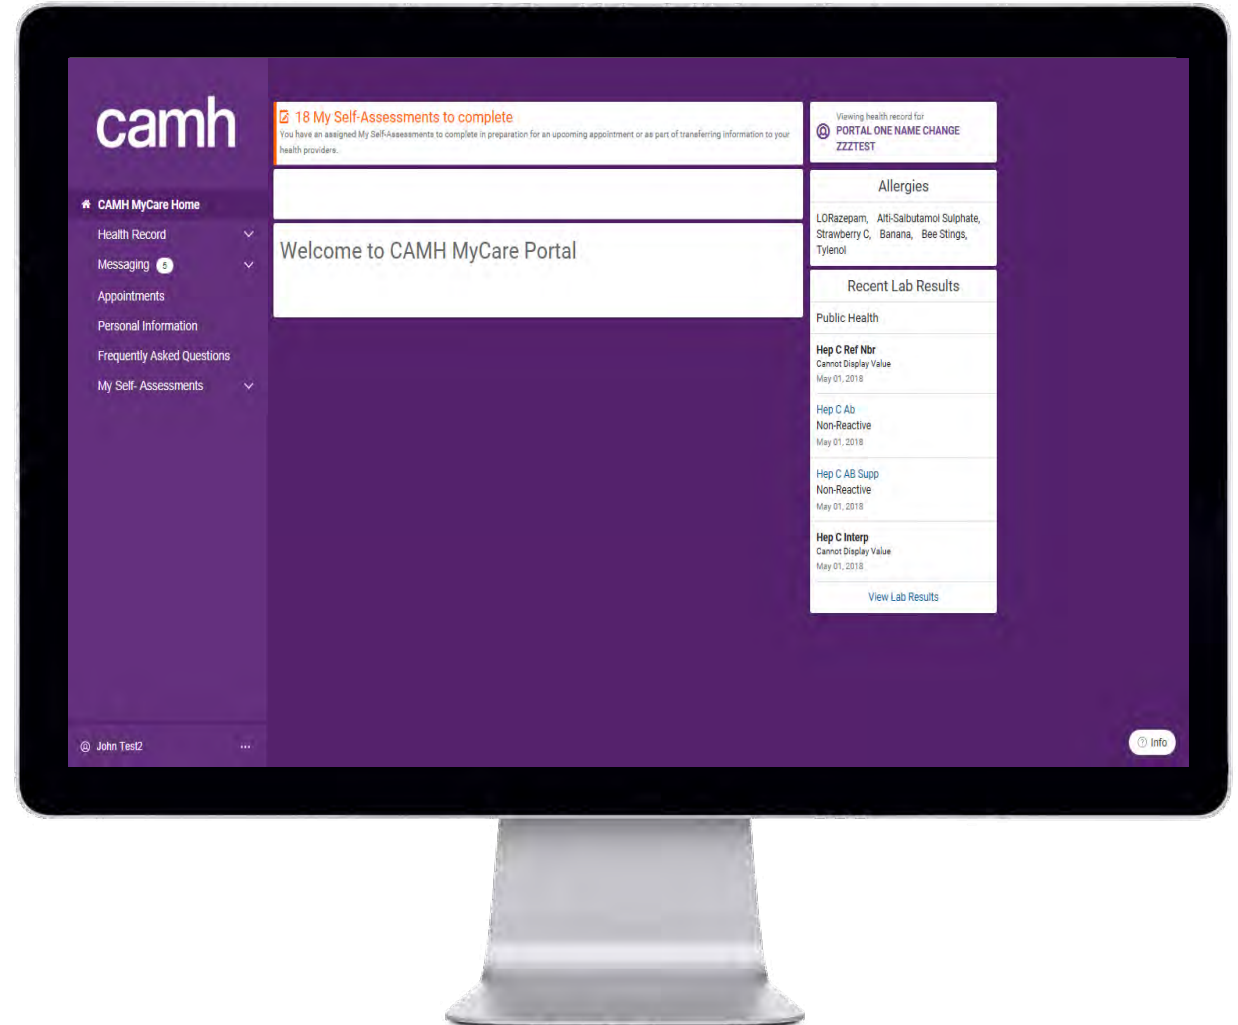 camh
CAMH MyCare Home
Health Record
Messaging 5
Appointments
Personal Information
Frequently Asked Questions
My Self- Assessments
John Test2
...
18 My Self-Assessments to complete
You have an assigned My Self-Assessments to complete in preparation for an upcoming appointment or as part of transferring information to your
health providers.
Welcome to CAMH MyCare Portal
Viewing health record for
PORTAL ONE NAME CHANGE
ZZZTEST
Allergies
LORazepam, Alti-Salbutamol Sulphate,
Strawberry C, Banana, Bee Stings,
Tylenol
Recent Lab Results
Public Health
Hep C Ref Nbr
Cannot Display Value
May 01, 2018
Hep C Ab
Non-Reactive
May 01, 2018
Hep C AB Supp
Non-Reactive
May 01, 2018
Hep C Interp
Cannot Display Value
May 01, 2018
View Lab Results
? Info